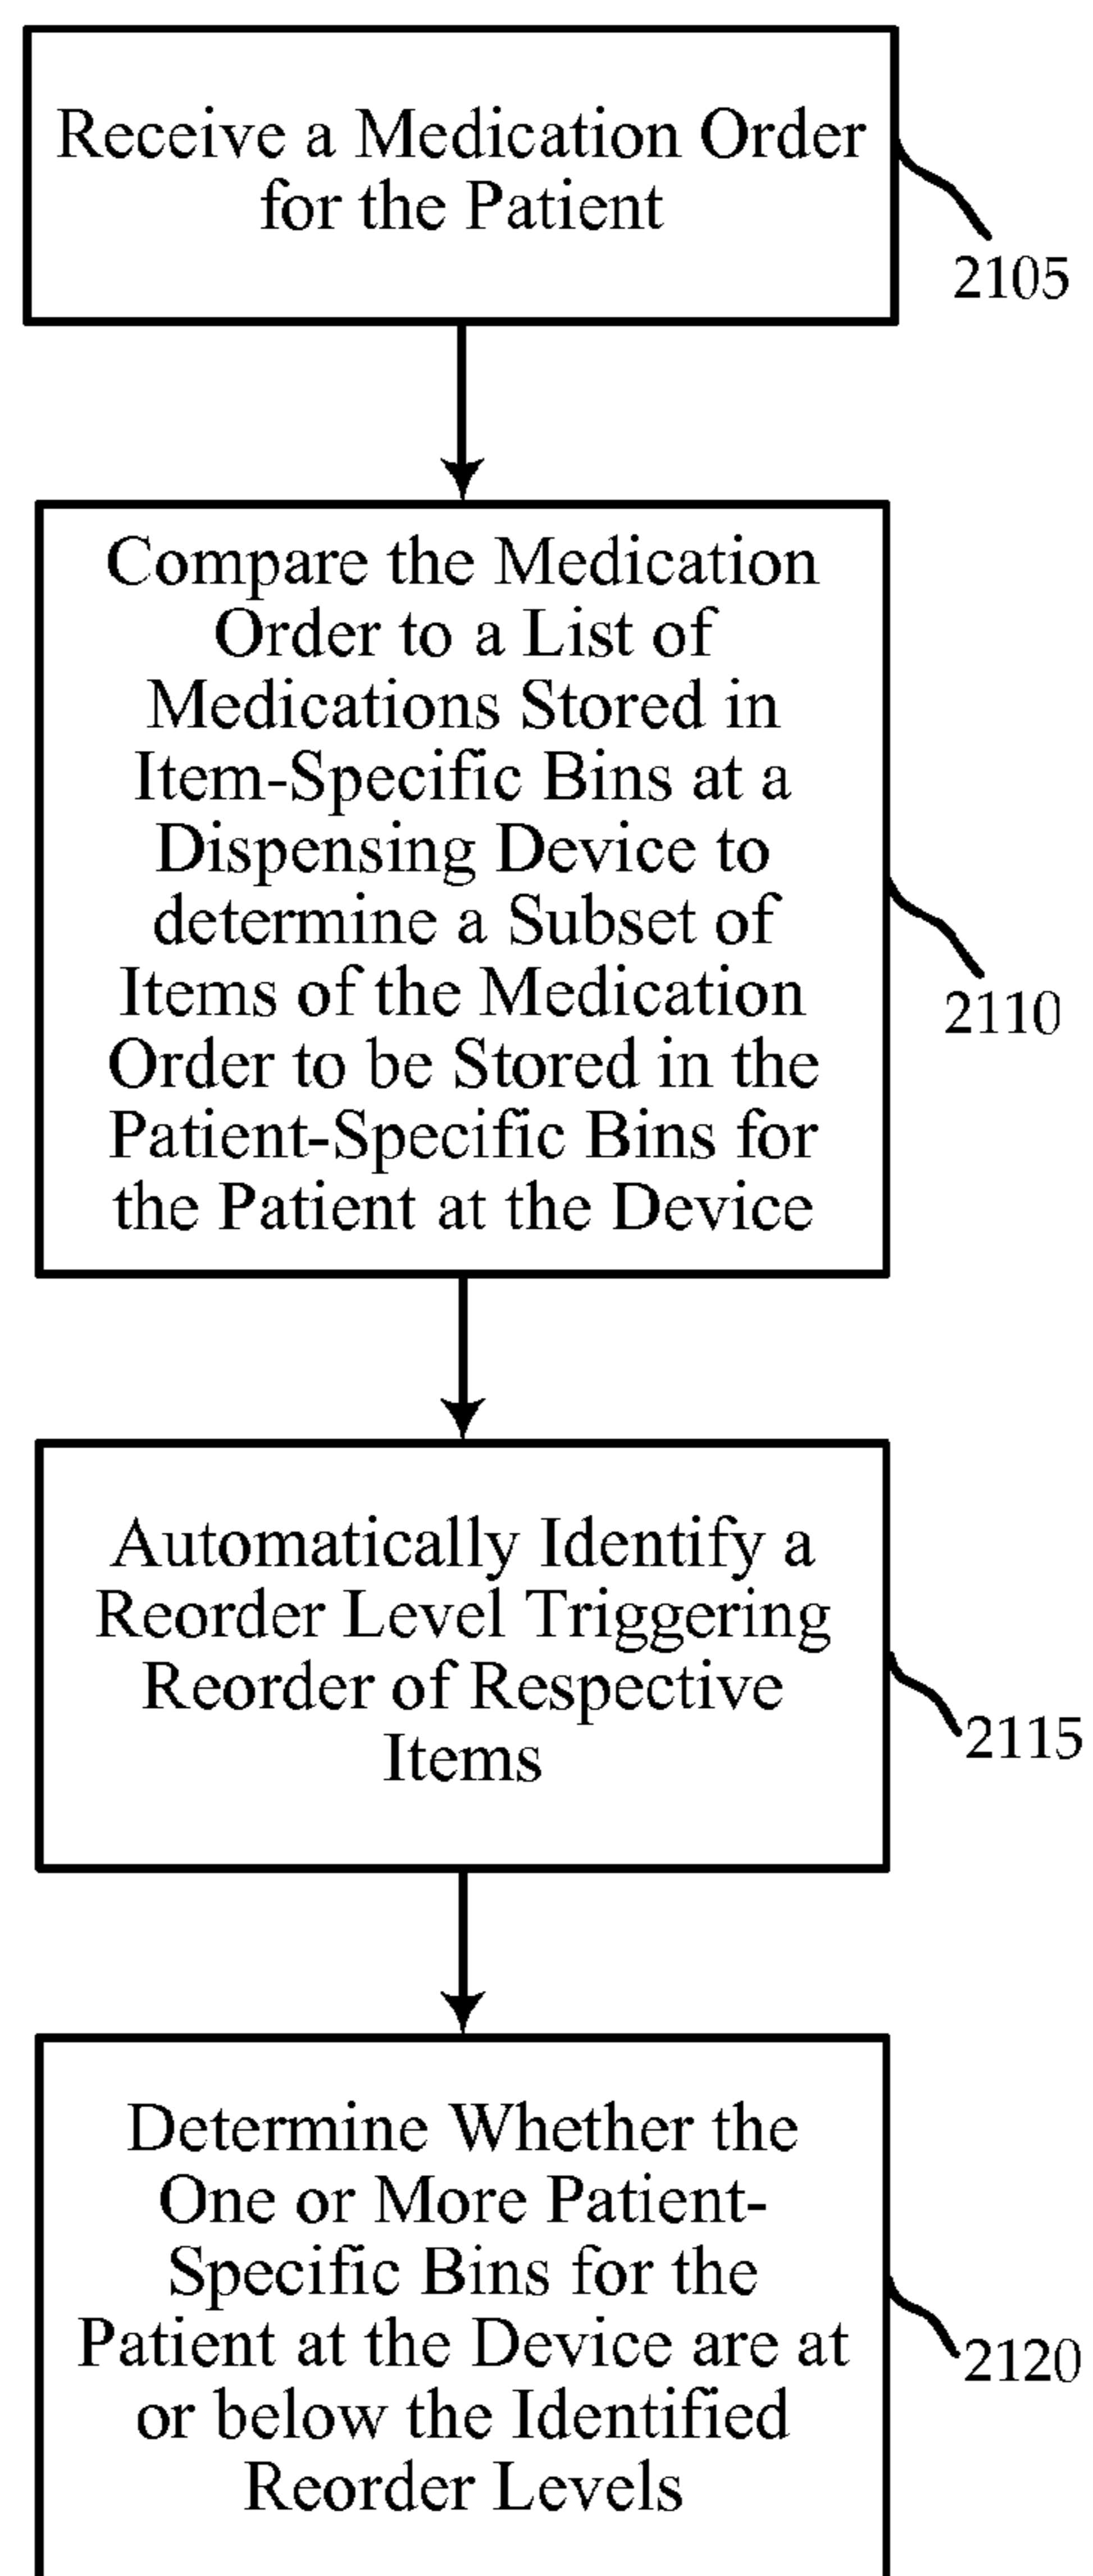 Receive a Medication Order
for the Patient
2105
Compare the Medication
Order to a List of
Medications Stored in
Item-Specific Bins at a
Dispensing Device to
determine a Subset of
Items of the Medication
Order to be Stored in the
Patient-Specific Bins for
the Patient at the Device
2110
Automatically Identify a
Reorder Level Triggering
Reorder of Respective
Items
2115
Determine Whether the
One or More Patient-
Specific Bins for the
Patient at the Device are at
or below the Identified
Reorder Levels
2120